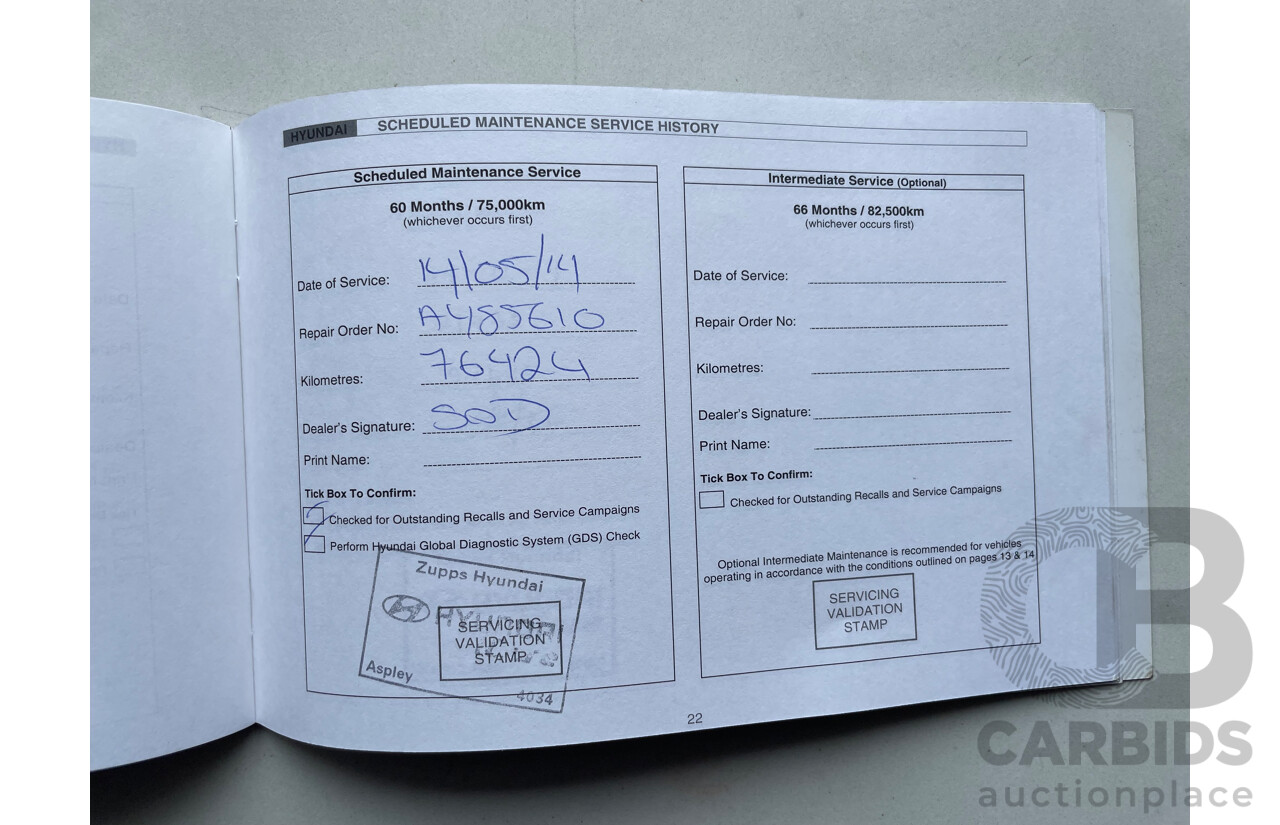 HYUNDAI SCHEDULED MAINTENANCE SERVICE HISTORY
Scheduled Maintenance Service
60 Months / 75,000km
(whichever occurs first)
Date of Service: 14/05/14
Repair Order No: A485610
Kilometres: 76424
Dealer's Signature:
Print Name:
Tick Box To Confirm:
Checked for Outstanding Recalls and Service Campaigns
Perform Hyundai Global Diagnostic System (GDS) Check
Zupps Hyundai
HYUNDAI
SERVICING
VALIDATION
STAMP
Aspley
4034
Intermediate Service (Optional)
66 Months / 82,500km
(whichever occurs first)
Date of Service:
Repair Order No:
Kilometres:
Dealer's Signature:
Print Name:
Tick Box To Confirm:
Checked for Outstanding Recalls and Service Campaigns
Optional Intermediate Maintenance is recommended for vehicles
operating in accordance with the conditions outlined on pages 13 & 14
SERVICING
VALIDATION
STAMP
22
CB
CARBIDS
auctionplace